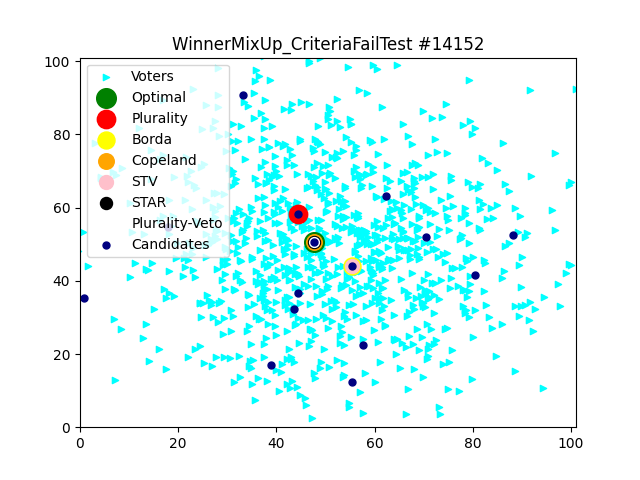 WinnerMixUp_CriteriaFailTest #14152
Voters
Optimal
Plurality
Borda
Copeland
STV
STAR
Plurality-Veto
Candidates
100
80
60
40
20
0
0 20 40 60 80 100